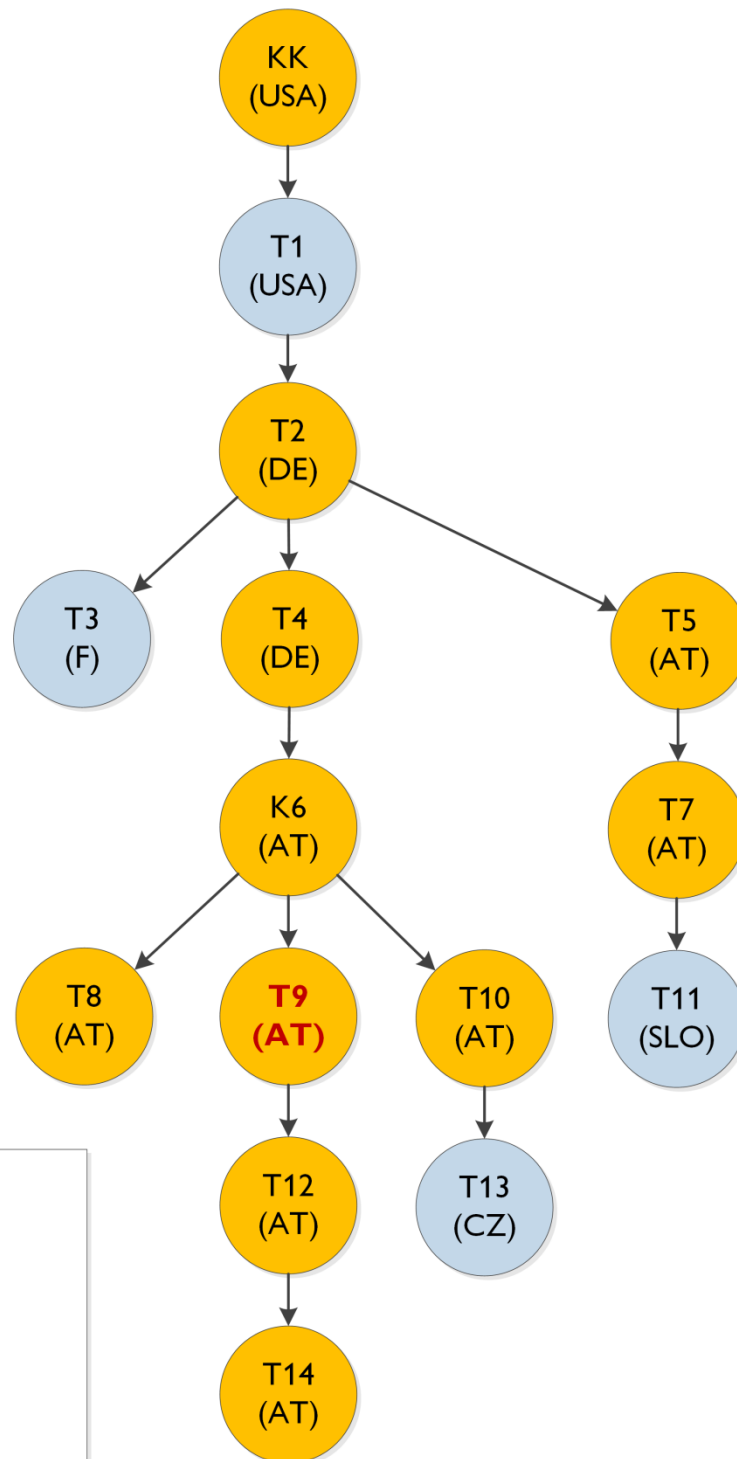 KK
(USA)
T1
(USA)
T2
(DE)
T3
(F)
T4
(DE)
T5
(AT)
K6
(AT)
T7
(AT)
T8
(AT)
T9
(AT)
T10
(AT)
T11
(SLO)
T12
(AT)
T13
(CZ)
T14
(AT)